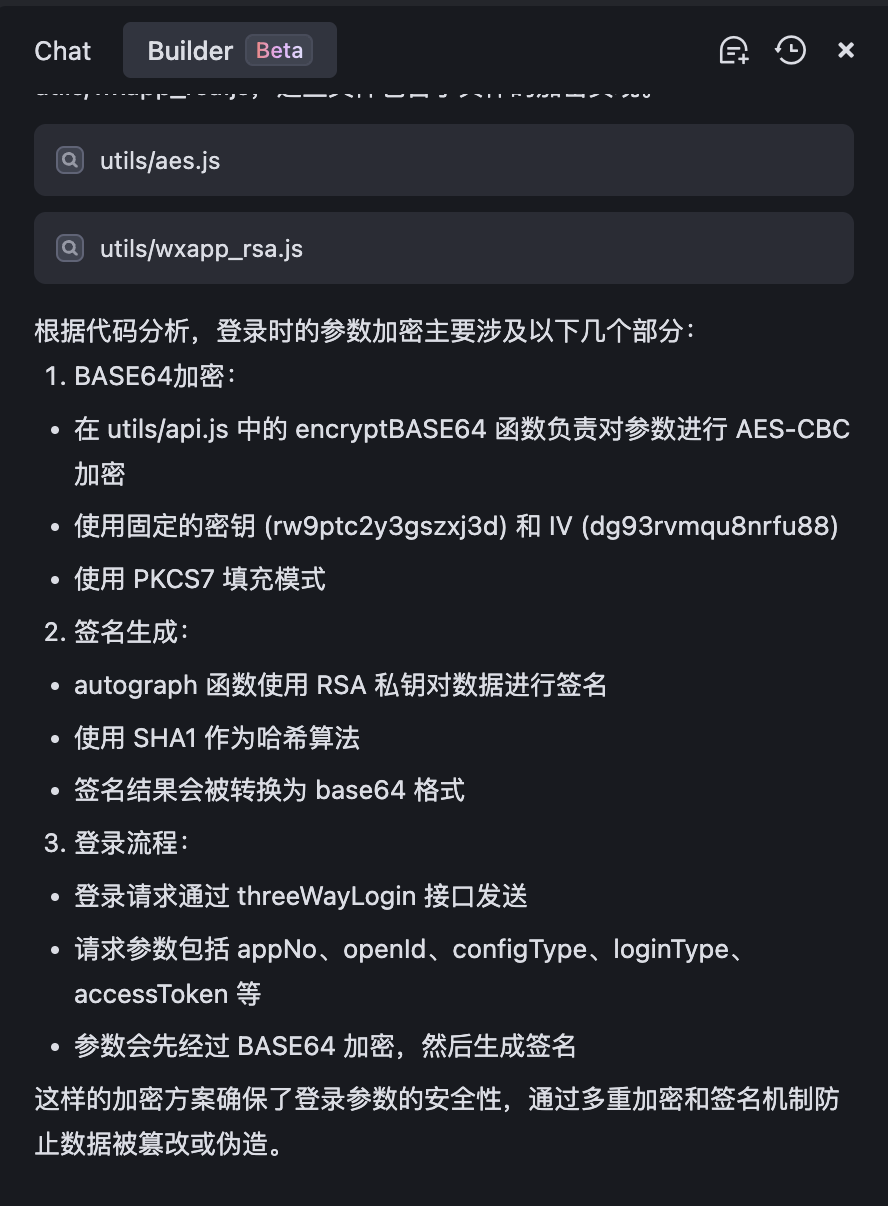 Chat
Builder Beta
utils/aes.js
utils/wxapp_rsa.js
根据代码分析，登录时的参数加密主要涉及以下几个部分：
1. BASE64加密：
• 在 utils/api.js 中的 encryptBASE64 函数负责对参数进行 AES-CBC
加密
• 使用固定的密钥 (rw9ptc2y3gszxj3d) 和 IV (dg93rvmqu8nrfu88)
• 使用 PKCS7 填充模式
2. 签名生成：
• autograph 函数使用 RSA 私钥对数据进行签名
• 使用 SHA1 作为哈希算法
• 签名结果会被转换为 base64 格式
3. 登录流程：
• 登录请求通过 threeWayLogin 接口发送
• 请求参数包括 appNo、openId、configType、loginType、
accessToken 等
• 参数会先经过 BASE64 加密，然后生成签名
这样的加密方案确保了登录参数的安全性，通过多重加密和签名机制防
止数据被篡改或伪造。